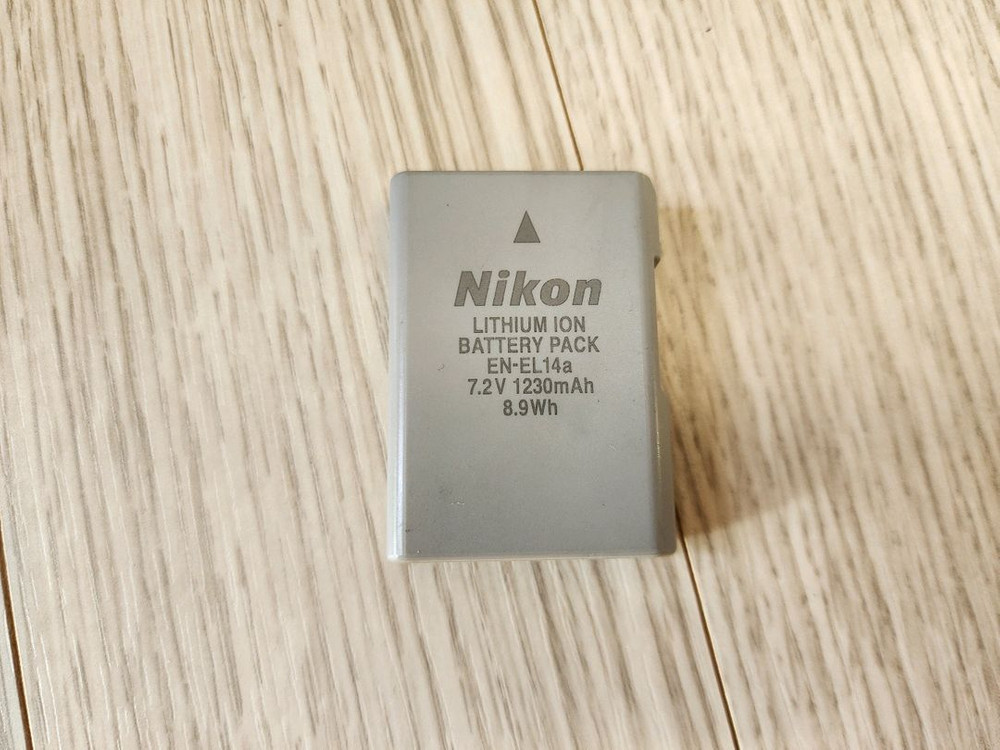 Nikon
LITHIUM ION
BATTERY PACK
EN-EL14a
7.2V 1230mAh
8.9Wh